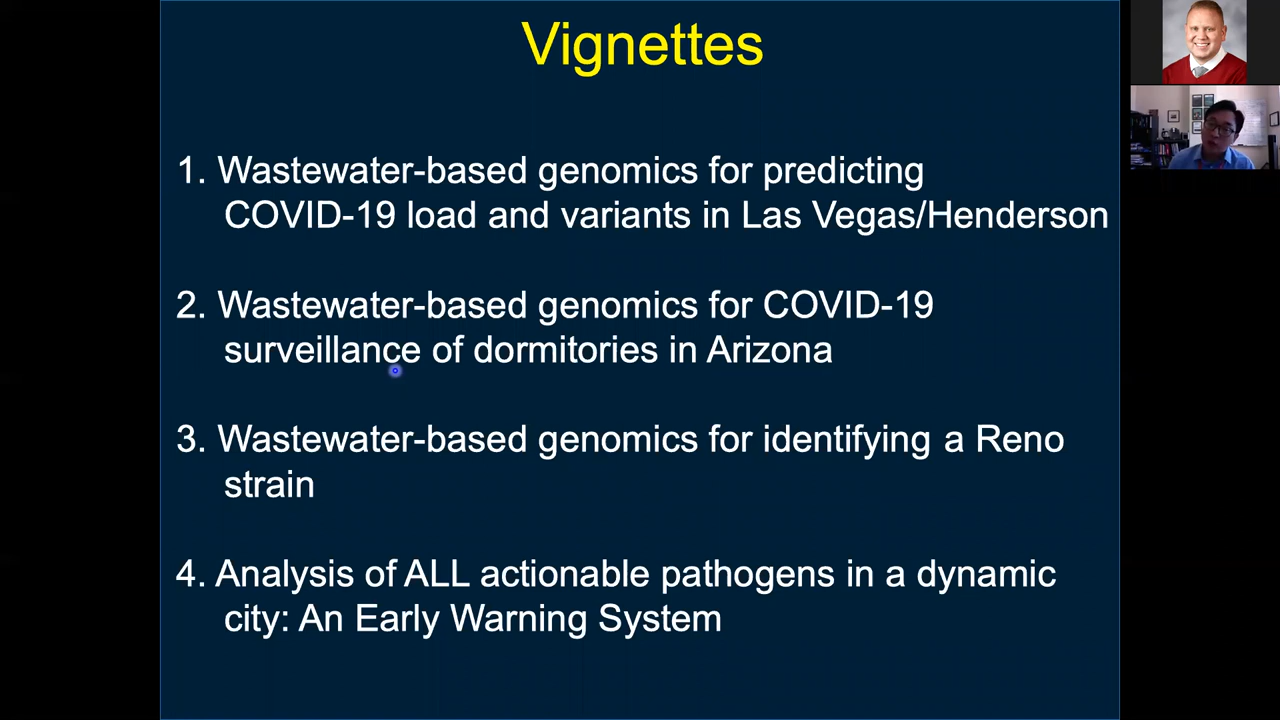 Vignettes
1. Wastewater-based genomics for predicting
COVID-19 load and variants in Las Vegas/Henderson
2. Wastewater-based genomics for COVID-19
surveillance of dormitories in Arizona
3. Wastewater-based genomics for identifying a Reno
strain
4. Analysis of ALL actionable pathogens in a dynamic
city: An Early Warning System